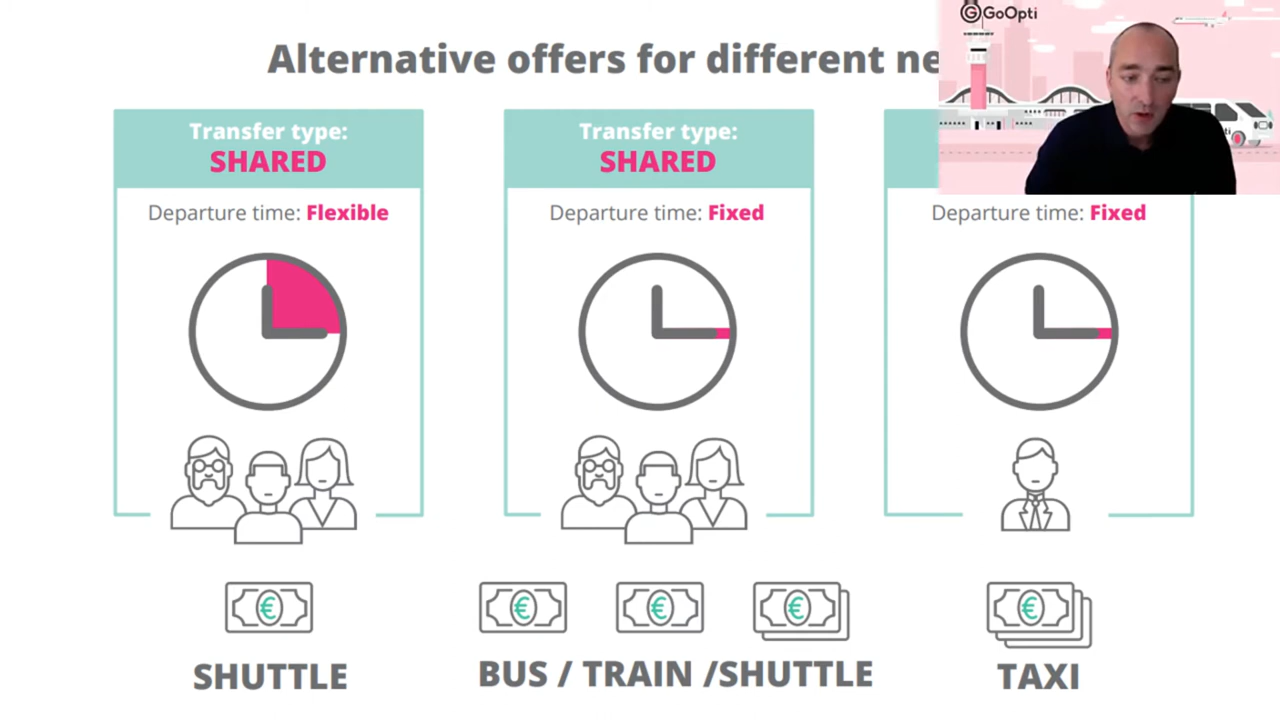 GoOpti
Alternative offers for different
Transfer type:
SHARED
Departure time: Flexible
Transfer type:
SHARED
Departure time: Fixed
Departure time: Fixed
€
€
€
€
€
SHUTTLE
BUS / TRAIN /SHUTTLE
TAXI